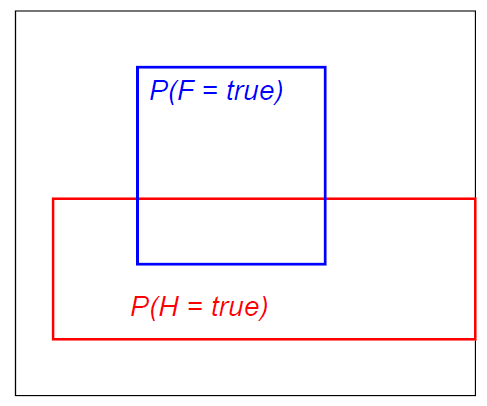 P(F = true)
P(H = true)